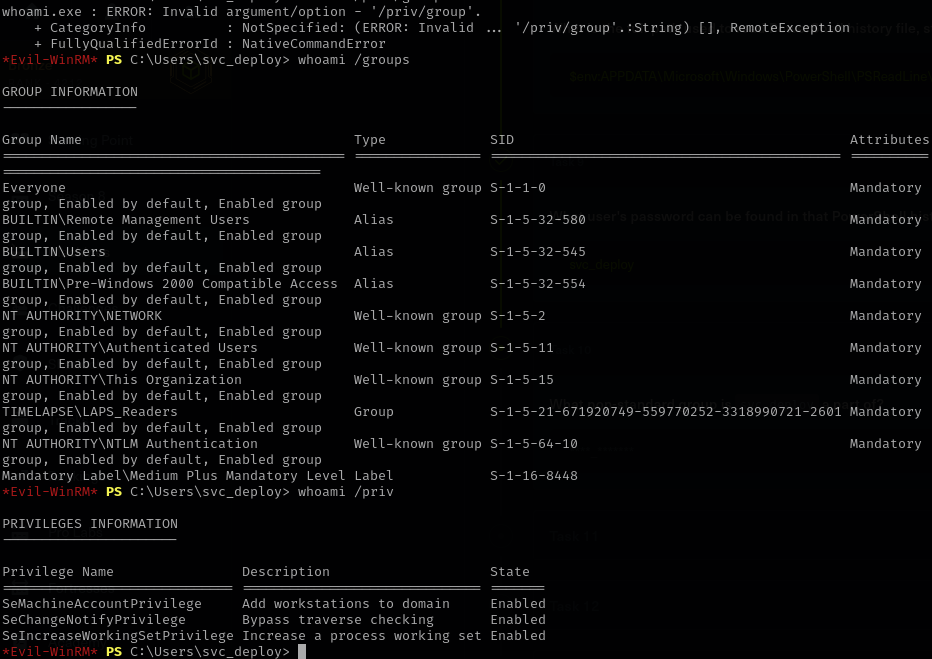 whoami.exe : ERROR: Invalid argument/option - '/priv/group'.
+ CategoryInfo : NotSpecified: (ERROR: Invalid ... '/priv/group'.:String) [], RemoteException
+ FullyQualifiedErrorId : NativeCommandError
*Evil-WinRM* PS C:\Users\svc_deploy> whoami /groups
GROUP INFORMATION
Group Name Type SID Attributes
Everyone Well-known group S-1-1-0 Mandatory
group, Enabled by default, Enabled group
BUILTIN\Remote Management Users Alias S-1-5-32-580 Mandatory
group, Enabled by default, Enabled group
BUILTIN\Users Alias S-1-5-32-545 Mandatory
group, Enabled by default, Enabled group
BUILTIN\Pre-Windows 2000 Compatible Access Alias S-1-5-32-554 Mandatory
group, Enabled by default, Enabled group
NT AUTHORITY\NETWORK Well-known group S-1-5-2 Mandatory
group, Enabled by default, Enabled group
NT AUTHORITY\Authenticated Users Well-known group S-1-5-11 Mandatory
group, Enabled by default, Enabled group
NT AUTHORITY\This Organization Well-known group S-1-5-15 Mandatory
group, Enabled by default, Enabled group
TIMELAPSE\LAPS_Readers Group S-1-5-21-671920749-559770252-3318990721-2601 Mandatory
group, Enabled by default, Enabled group
NT AUTHORITY\NTLM Authentication Well-known group S-1-5-64-10 Mandatory
group, Enabled by default, Enabled group
Mandatory Label\Medium Plus Mandatory Level Label S-1-16-8448
*Evil-WinRM* PS C:\Users\svc_deploy> whoami /priv
PRIVILEGES INFORMATION
Privilege Name Description State
SeMachineAccountPrivilege Add workstations to domain Enabled
SeChangeNotifyPrivilege Bypass traverse checking Enabled
SeIncreaseWorkingSetPrivilege Increase a process working set Enabled
*Evil-WinRM* PS C:\Users\svc_deploy>